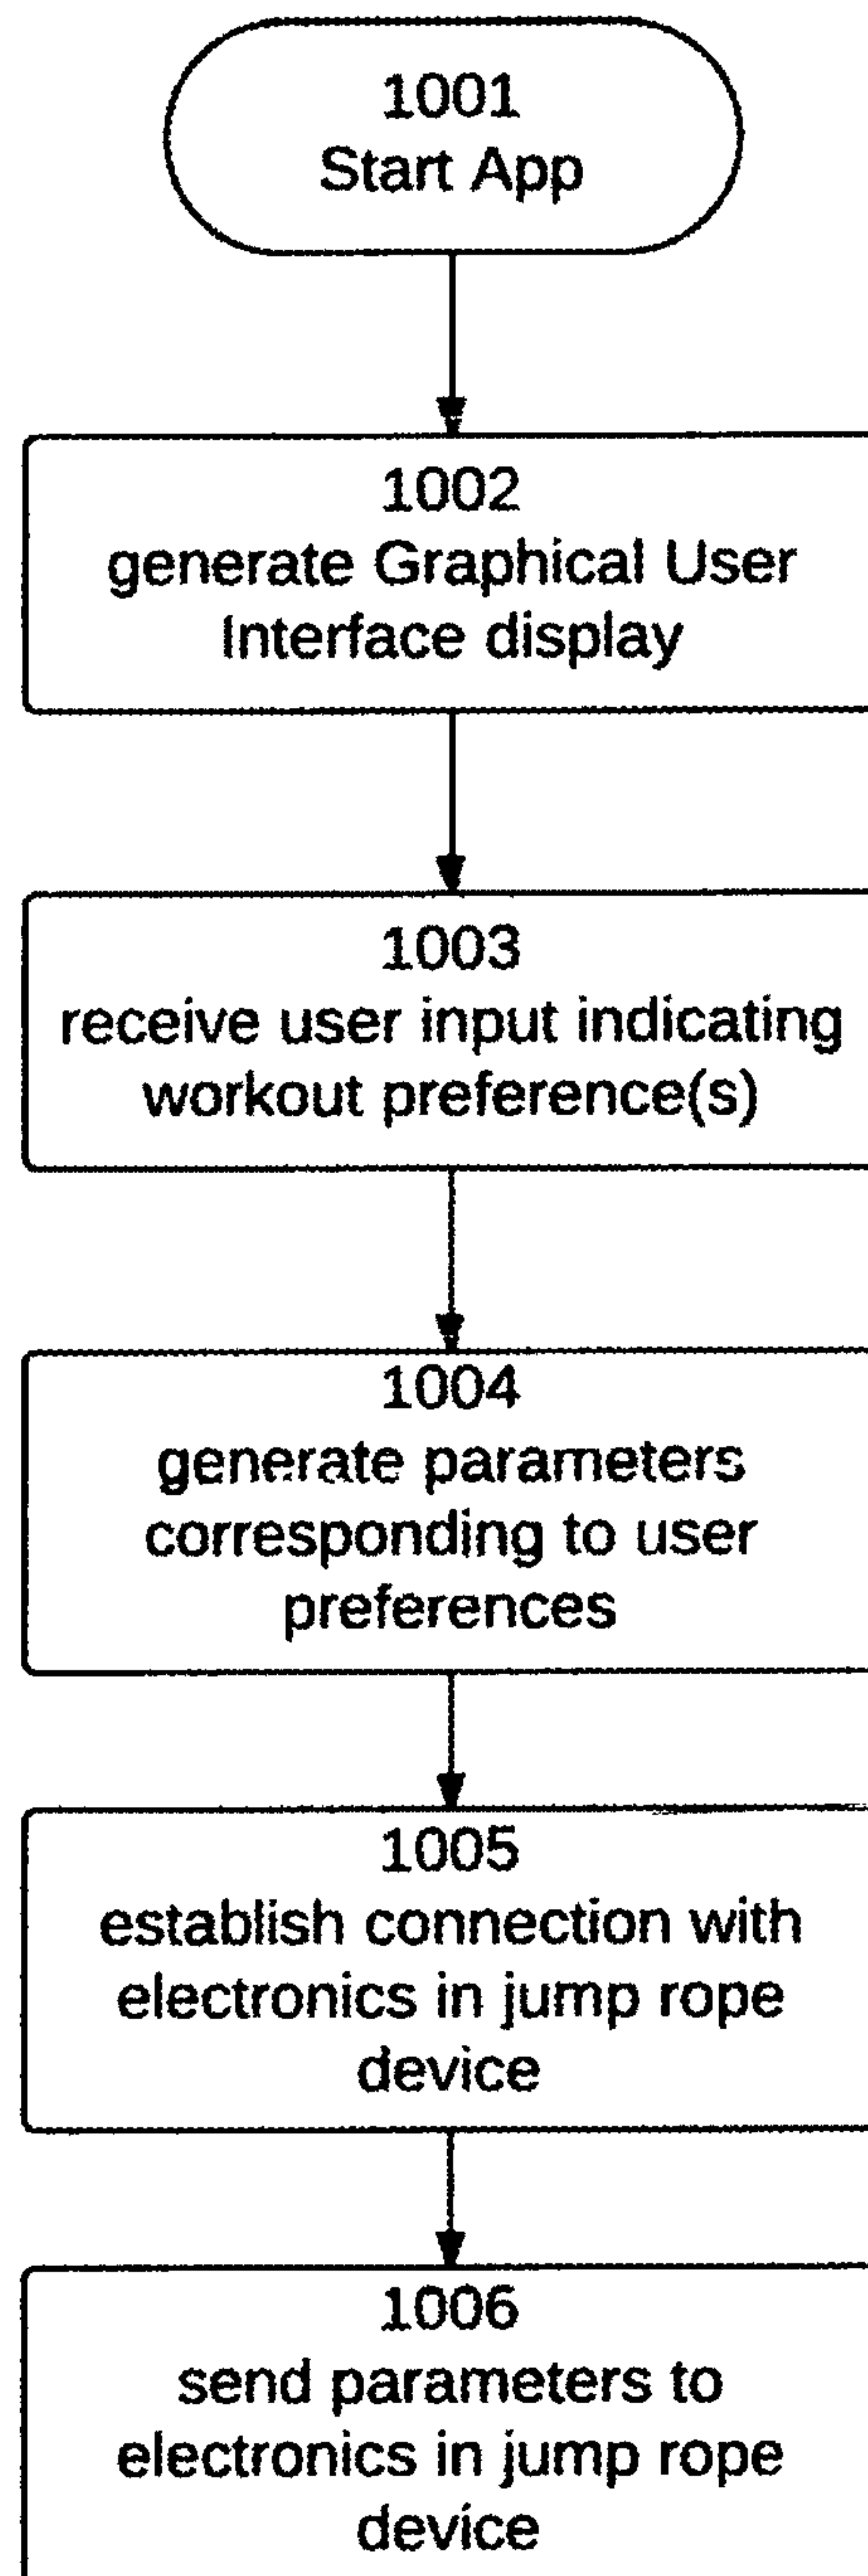 1001
Start App
1002
generate Graphical User
Interface display
1003
receive user input indicating
workout preference(s)
1004
generate parameters
corresponding to user
preferences
1005
establish connection with
electronics in jump rope
device
1006
send parameters to
electronics in jump rope
device